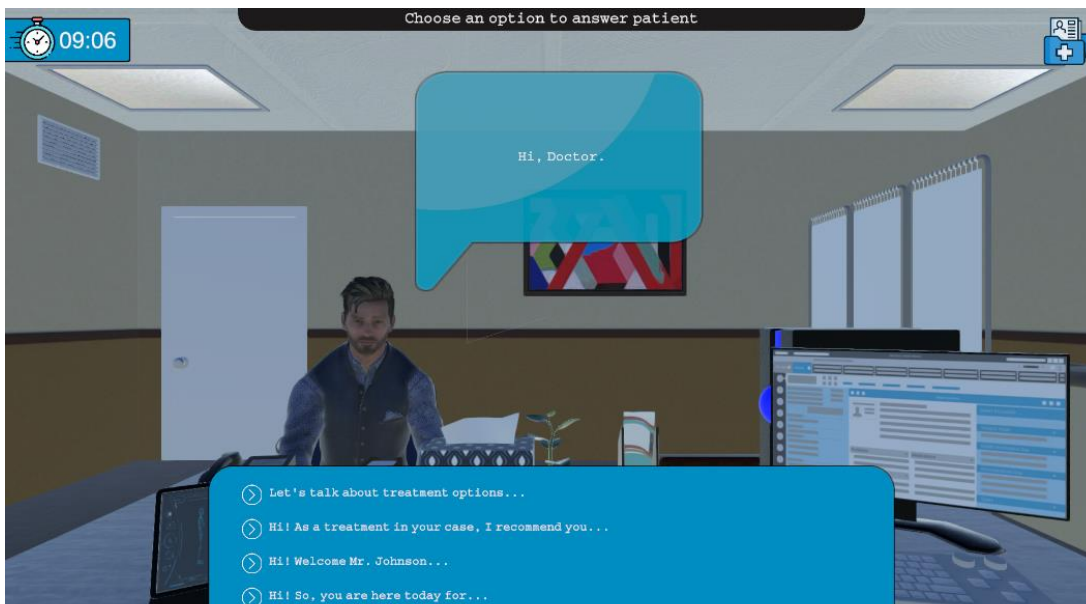 Choose an option to answer patient
09:06
Hi, Doctor.
Let's talk about treatment options...
Hi! As a treatment in your case, I recommend you...
Hi! Welcome Mr. Johnson...
Hi! So, you are here today for...